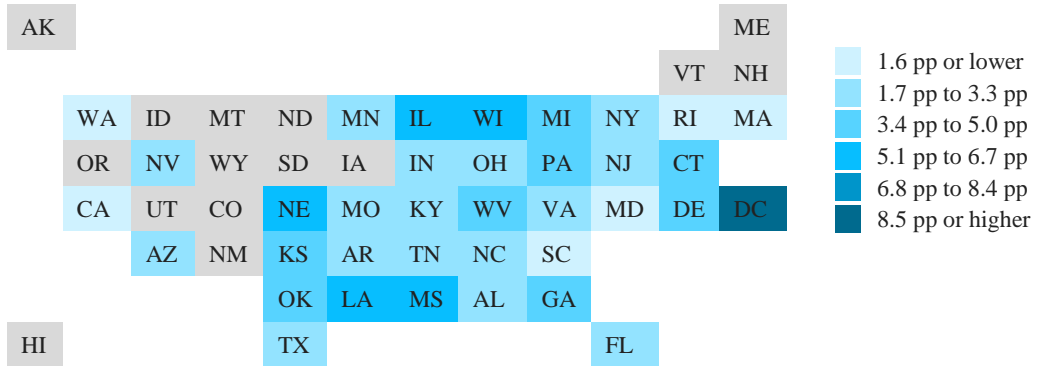 AK ME
VT NH
WA ID MT ND MN IL WI MI NY RI MA
OR NV WY SD IA IN OH PA NJ CT
CA UT CO NE MO KY WV VA MD DE DC
AZ NM KS AR TN NC SC
OK LA MS AL GA
HI TX FL
1.6 pp or lower
1.7 pp to 3.3 pp
3.4 pp to 5.0 pp
5.1 pp to 6.7 pp
6.8 pp to 8.4 pp
8.5 pp or higher